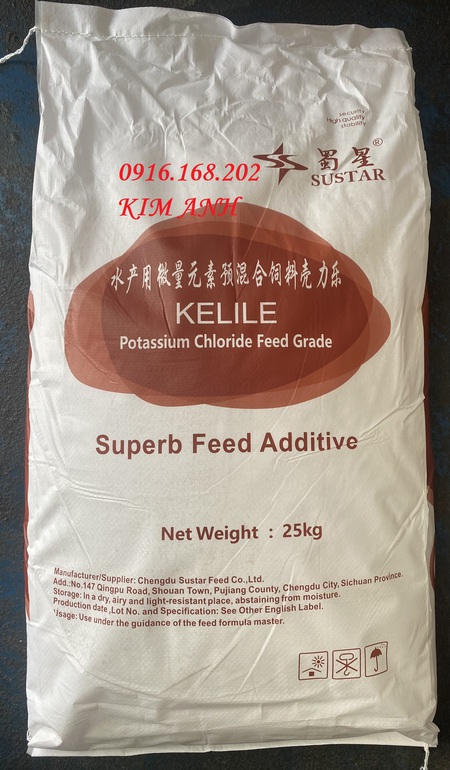 security
High quality
stability
蜀星®
SUSTAR
0916.168.202
KIM ANH
水产用微量元素预混合饲料壳力乐
KELILE
Potassium Chloride Feed Grade
Superb Feed Additive
Net Weight : 25kg
Manufacturer/Supplier: Chengdu Sustar Feed Co.,Ltd.
Add.:No.147 Qingpu Road, Shouan Town, Pujiang County, Chengdu City, Sichuan Province.
Storage: In a dry, airy and light-resistant place, abstaining from moisture.
Production date ,Lot No. and Specification: See Other English Label.
*Usage: Use under the guidance of the feed formula master.